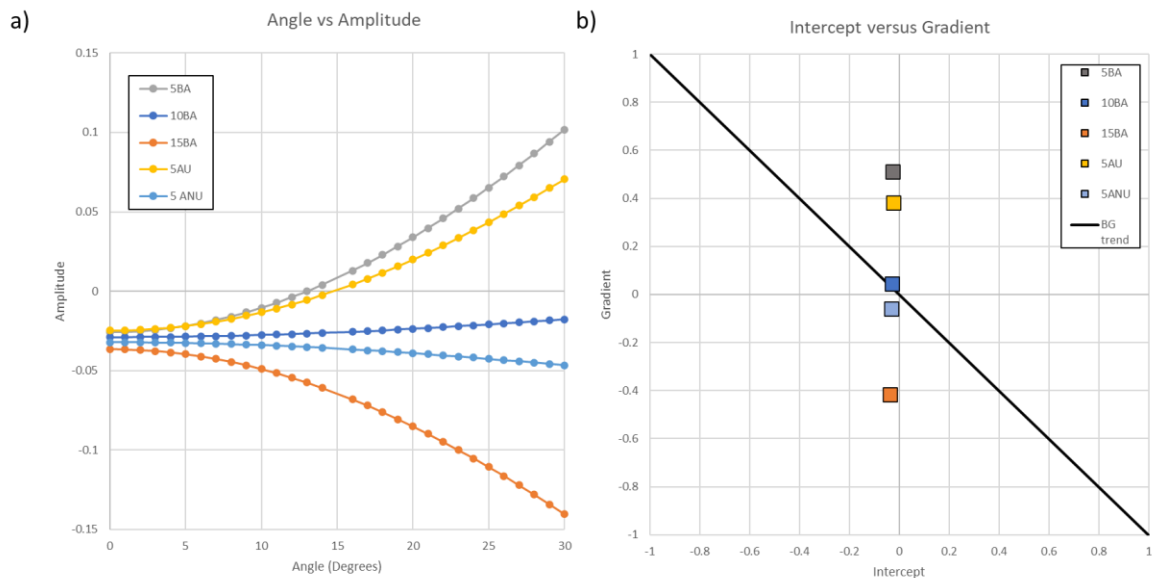 a)
Angle vs Amplitude
0.15
0.1
0.05
0
-0.05
-0.1
-0.15
Amplitude
5BA
10BA
15BA
5AU
5 ANU
0 5 10 15 20 25 30
Angle (Degrees)
b)
Intercept versus Gradient
1
0.8
0.6
0.4
0.2
0
-0.2
-0.4
-0.6
-0.8
-1
Gradient
5BA
10BA
15BA
5AU
5ANU
BG
trend
-1 -0.8 -0.6 -0.4 -0.2 0 0.2 0.4 0.6 0.8 1
Intercept